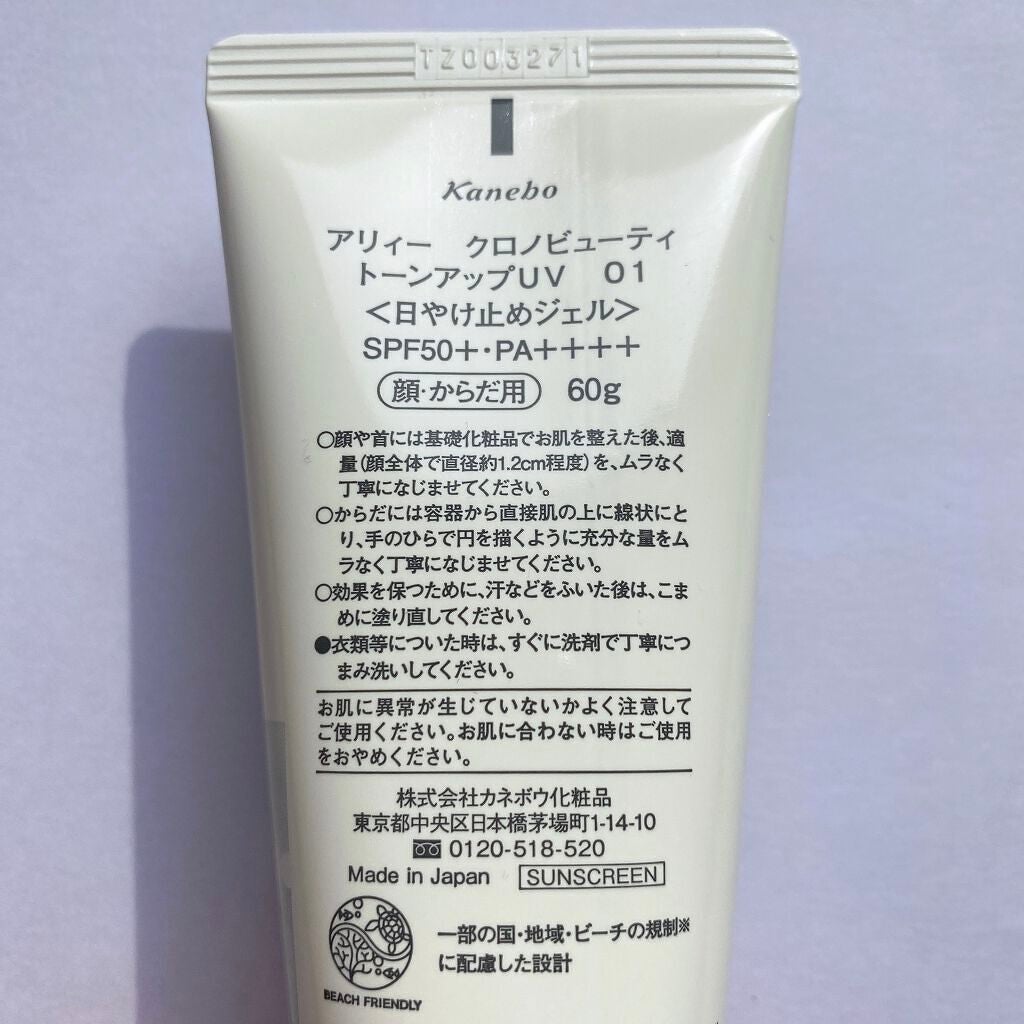 TZ003271
Kanebo
アリィー クロノビューティ
トーンアップUV 01
＜日やけ止めジェル＞
SPF50+・PA++++
顔・からだ用 60g
○顔や首には基礎化粧品でお肌を整えた後、適
量(顔全体で直径約1.2cm程度)を、ムラなく
丁寧になじませてください。
○からだには容器から直接肌の上に線状にと
り、手のひらで円を描くように充分な量をム
ラなく丁寧になじませてください。
○効果を保つために、汗などをふいた後は、こま
めに塗り直してください。
●衣類等についた時は、すぐに洗剤で丁寧につ
まみ洗いしてください。
お肌に異常が生じていないかよく注意して
ご使用ください。お肌に合わない時はご使用
をおやめください。
株式会社カネボウ化粧品
東京都中央区日本橋茅場町1-14-10
0120-518-520
Made in Japan SUNSCREEN
一部の国・地域・ビーチの規制※
に配慮した設計
BEACH FRIENDLY